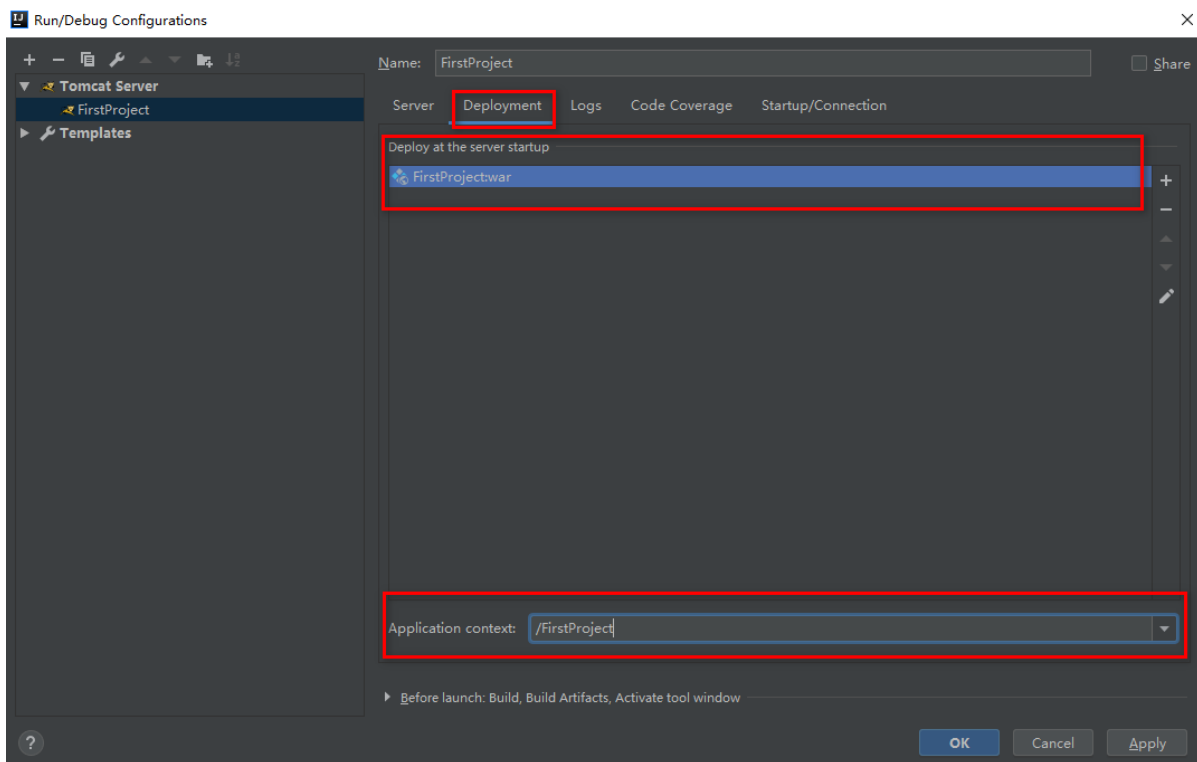 Run/Debug Configurations
Name: FirstProject
Share
Tomcat Server
FirstProject
Templates
Server Deployment Logs Code Coverage Startup/Connection
Deploy at the server startup
FirstProject:war
Application context: /FirstProject
Before launch: Build, Build Artifacts, Activate tool window
? OK Cancel Apply